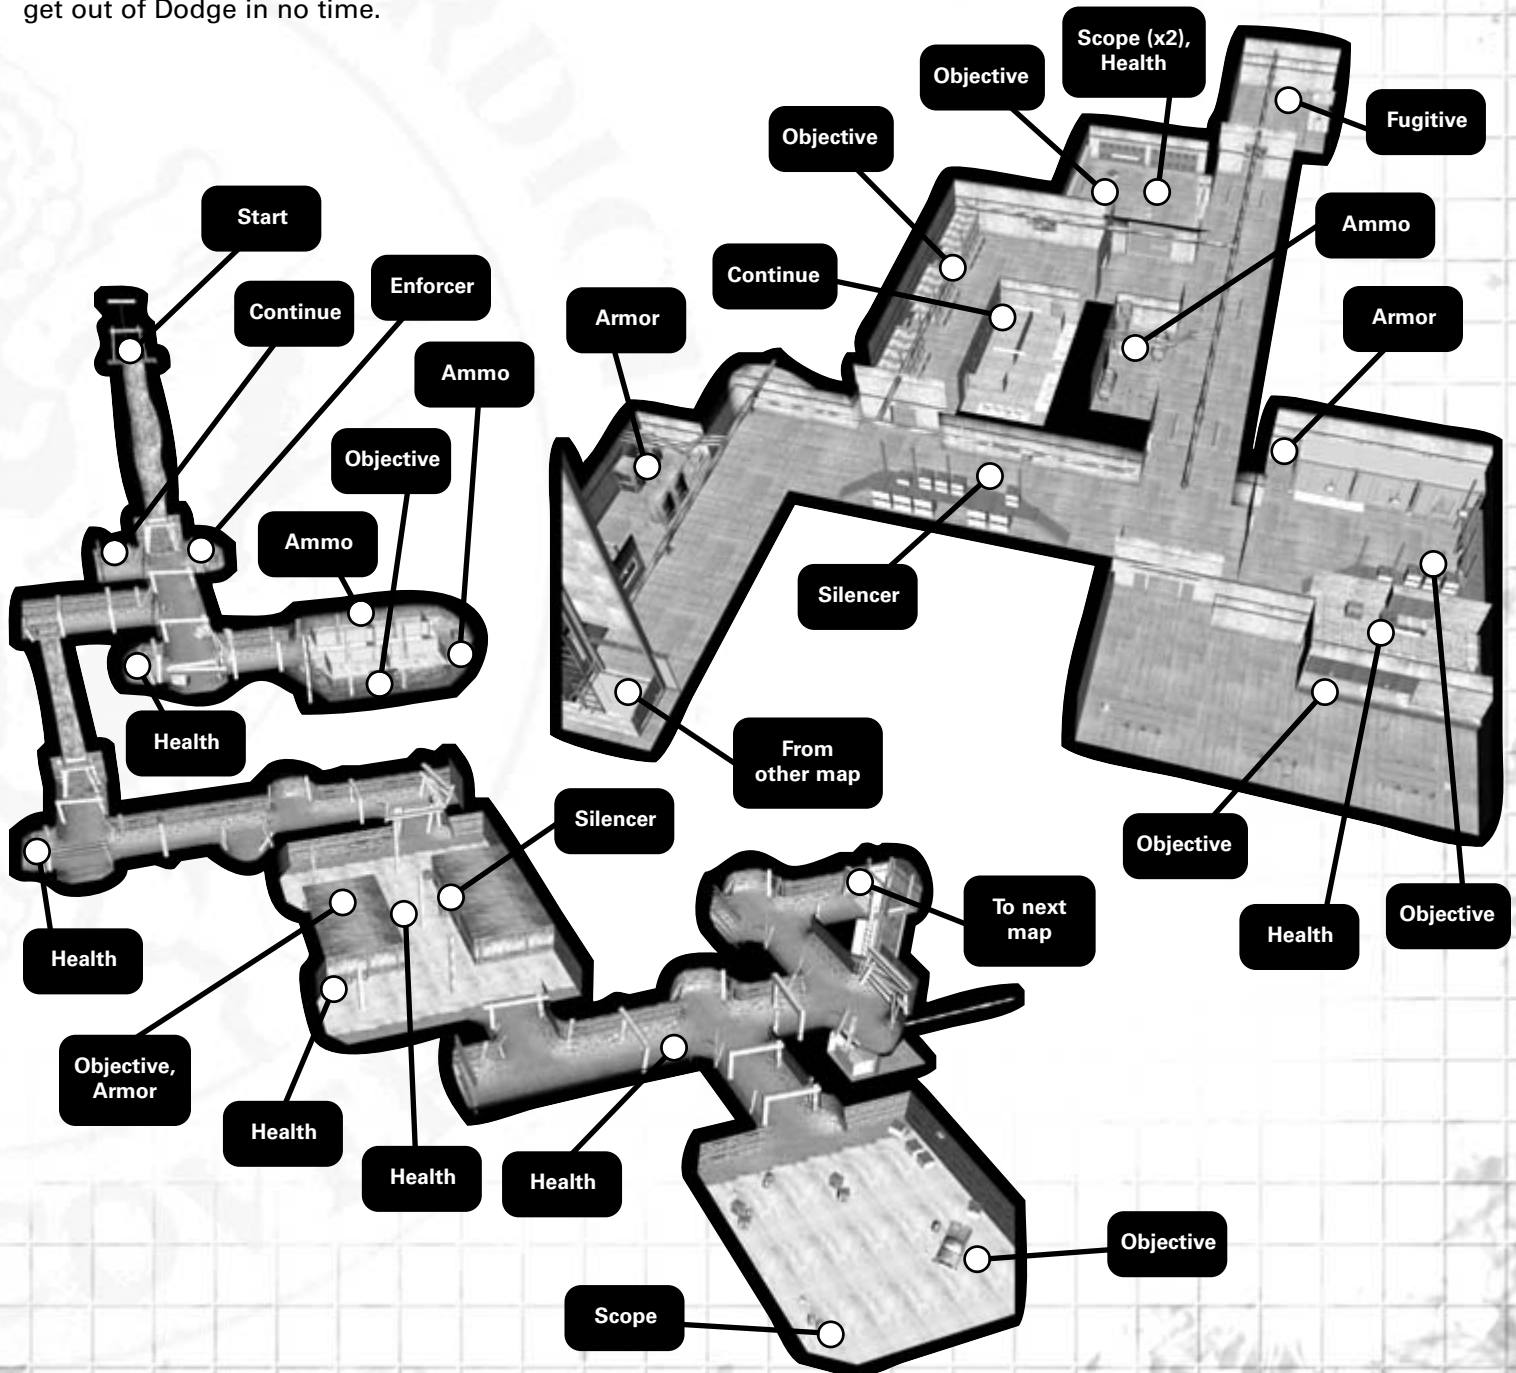 get out of Dodge in no time.
Start
Continue
Enforcer
Ammo
Objective
Ammo
Health
Health
Objective,
Armor
Health
Health
Silencer
Health
To next
map
Objective
Scope
Armor
Continue
Objective
Objective
Scope (x2),
Health
Fugitive
Ammo
Armor
Silencer
From
other map
Objective
Health
Objective